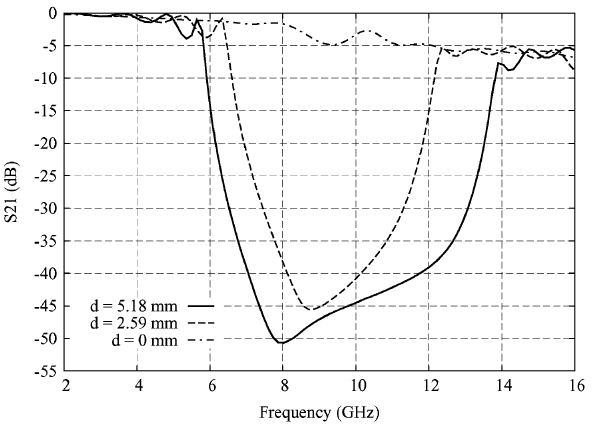 0
-5
-10
-15
-20
-25
-30
-35
-40
-45
-50
-55
S21 (dB)
d = 5.18 mm
d = 2.59 mm
d = 0 mm
2 4 6 8 10 12 14 16
Frequency (GHz)